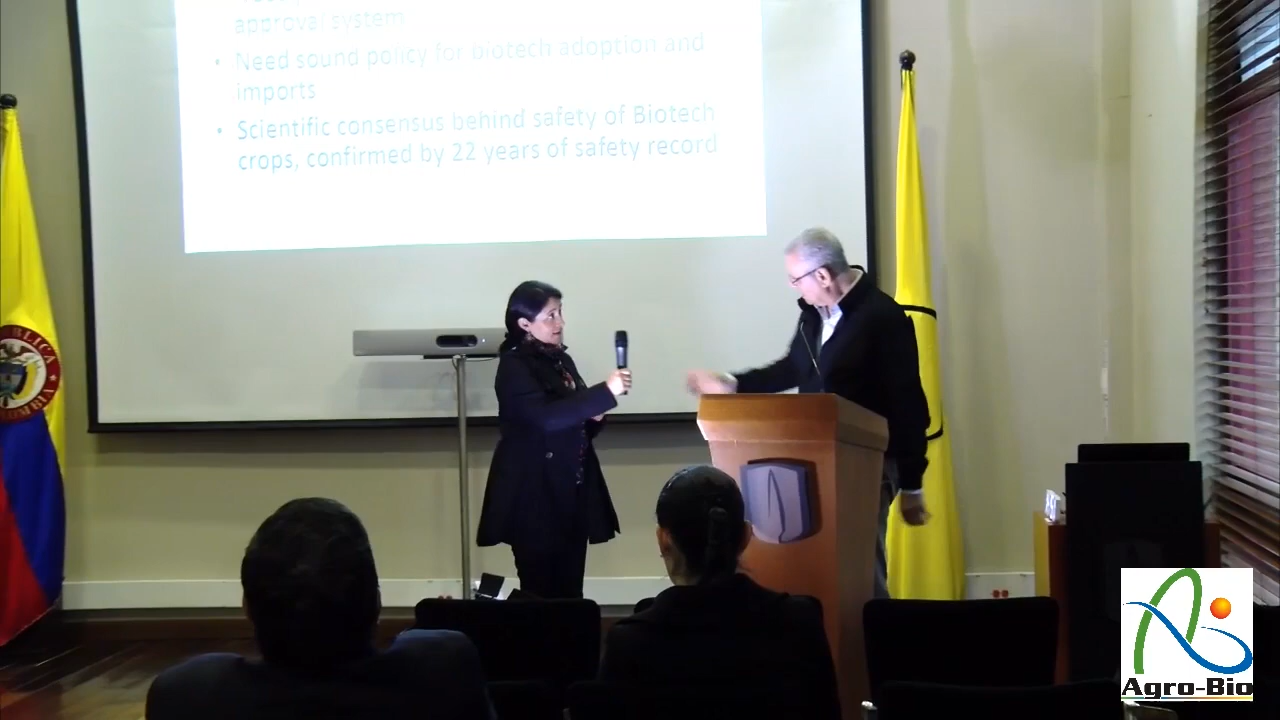 approval system
• Need sound policy for biotech adoption and
imports
• Scientific consensus behind safety of Biotech
crops, confirmed by 22 years of safety record
Agro-Bio